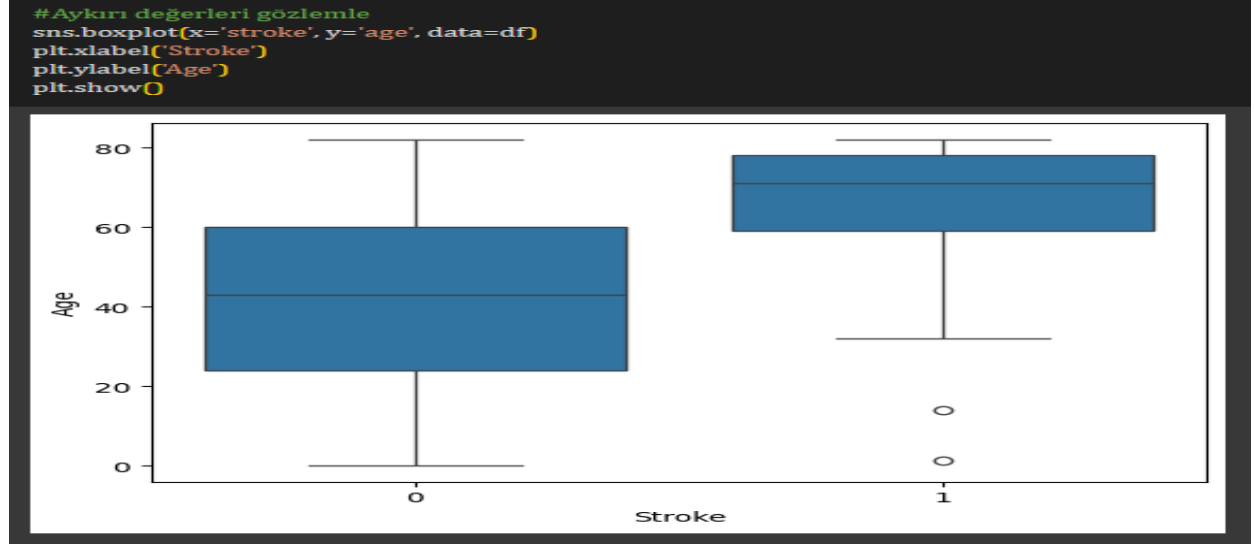 #Aykırı değerleri gözlemle
sns.boxplot(x='stroke', y='age', data=df)
plt.xlabel('Stroke')
plt.ylabel('Age')
plt.show()
80
60
40
20
0
Age
0 1
Stroke